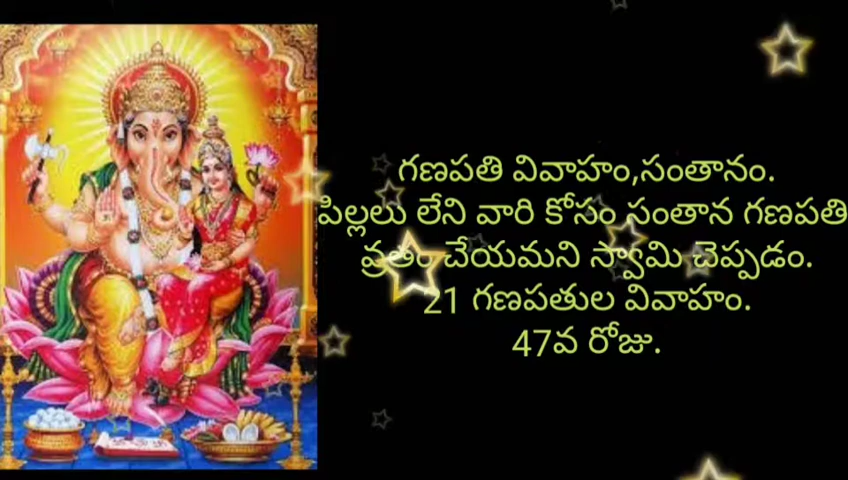 గణపతి వివాహం,సంతానం.
పిల్లలు లేని వారి కోసం సంతాన గణపతి
వ్రతం చేయమని స్వామి చెప్పడం.
21 గణపతుల వివాహం.
47వ రోజు.